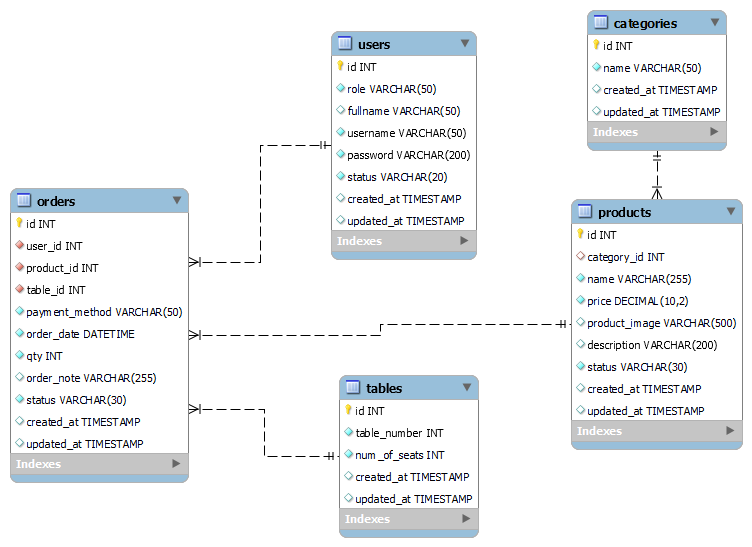 categories
id INT
name VARCHAR(50)
created_at TIMESTAMP
updated_at TIMESTAMP
Indexes
users
id INT
role VARCHAR(50)
fullname VARCHAR(50)
username VARCHAR(50)
password VARCHAR(200)
status VARCHAR(20)
created_at TIMESTAMP
updated_at TIMESTAMP
Indexes
orders
id INT
user_id INT
product_id INT
table_id INT
payment_method VARCHAR(50)
order_date DATETIME
qty INT
order_note VARCHAR(255)
status VARCHAR(30)
created_at TIMESTAMP
updated_at TIMESTAMP
Indexes
products
id INT
category_id INT
name VARCHAR(255)
price DECIMAL(10,2)
product_image VARCHAR(500)
description VARCHAR(200)
status VARCHAR(30)
created_at TIMESTAMP
updated_at TIMESTAMP
Indexes
tables
id INT
table_number INT
num_of_seats INT
created_at TIMESTAMP
updated_at TIMESTAMP
Indexes